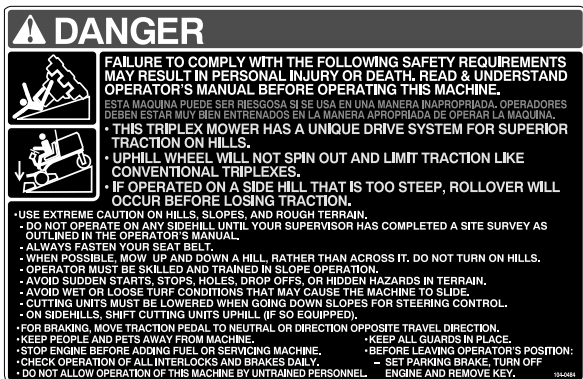 DANGER
FAILURE TO COMPLY WITH THE FOLLOWING SAFETY REQUIREMENTS
MAY RESULT IN PERSONAL INJURY OR DEATH. READ & UNDERSTAND
OPERATOR'S MANUAL BEFORE OPERATING THIS MACHINE.
ESTA MAQUINA PUEDE SER RIESGOSA SI SE USA EN UNA MANERA INAPROPRIADA. OPERADORES
DEBEN ESTAR MUY BIEN ENTRENADOS EN LA MANERA APROPRIADA DE OPERAR LA MAQUINA.
• THIS TRIPLEX MOWER HAS A UNIQUE DRIVE SYSTEM FOR SUPERIOR
TRACTION ON HILLS.
• UPHILL WHEEL WILL NOT SPIN OUT AND LIMIT TRACTION LIKE
CONVENTIONAL TRIPLEXES.
• IF OPERATED ON A SIDE HILL THAT IS TOO STEEP, ROLLOVER WILL
OCCUR BEFORE LOSING TRACTION.
•USE EXTREME CAUTION ON HILLS, SLOPES, AND ROUGH TERRAIN.
- DO NOT OPERATE ON ANY SIDEHILL UNTIL YOUR SUPERVISOR HAS COMPLETED A SITE SURVEY AS
OUTLINED IN THE OPERATOR'S MANUAL.
- ALWAYS FASTEN YOUR SEAT BELT.
- WHEN POSSIBLE, MOW UP AND DOWN A HILL, RATHER THAN ACROSS IT. DO NOT TURN ON HILLS.
- OPERATOR MUST BE SKILLED AND TRAINED IN SLOPE OPERATION.
- AVOID SUDDEN STARTS, STOPS, HOLES, DROP OFFS, OR HIDDEN HAZARDS IN TERRAIN.
- AVOID WET OR LOOSE TURF CONDITIONS THAT MAY CAUSE THE MACHINE TO SLIDE.
- CUTTING UNITS MUST BE LOWERED WHEN GOING DOWN SLOPES FOR STEERING CONTROL.
- ON SIDEHILLS, SHIFT CUTTING UNITS UPHILL (IF SO EQUIPPED).
•FOR BRAKING, MOVE TRACTION PEDAL TO NEUTRAL OR DIRECTION OPPOSITE TRAVEL DIRECTION.
•KEEP PEOPLE AND PETS AWAY FROM MACHINE.
•STOP ENGINE BEFORE ADDING FUEL OR SERVICING MACHINE.
•CHECK OPERATION OF ALL INTERLOCKS AND BRAKES DAILY.
•DO NOT ALLOW OPERATION OF THIS MACHINE BY UNTRAINED PERSONNEL.
•KEEP ALL GUARDS IN PLACE.
•BEFORE LEAVING OPERATOR'S POSITION:
– SET PARKING BRAKE, TURN OFF
ENGINE AND REMOVE KEY.
104-0484